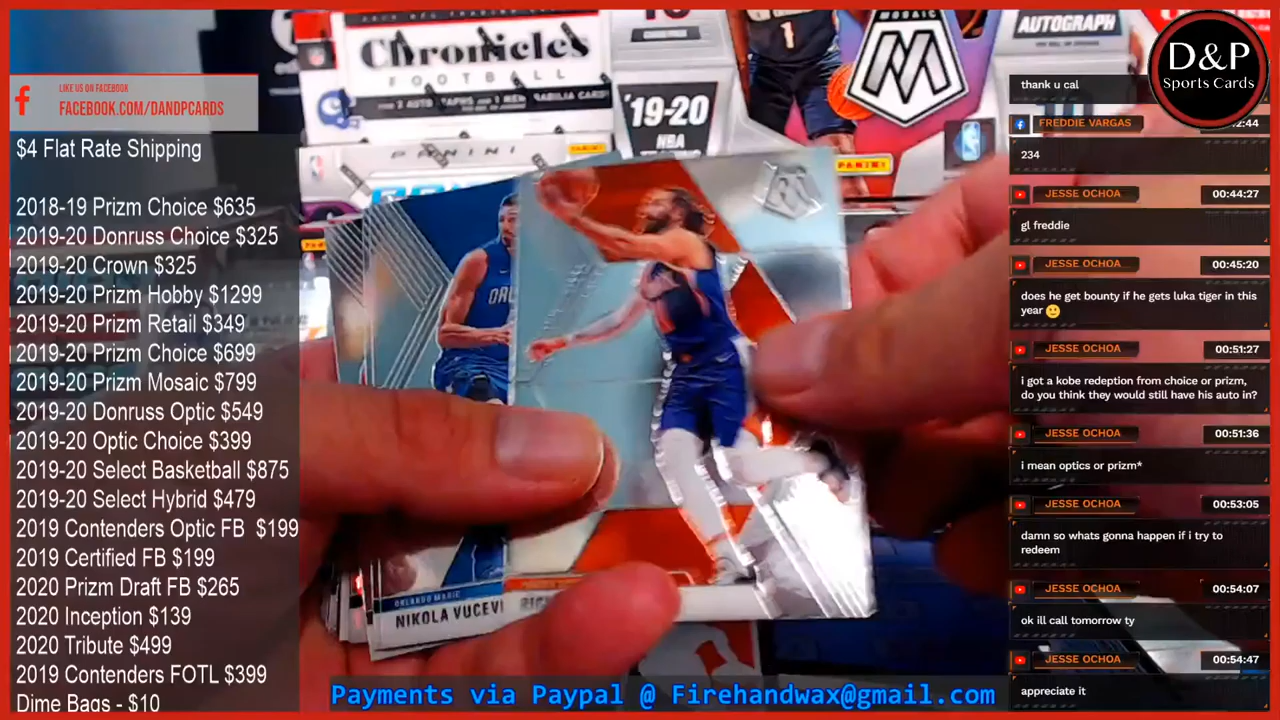 LIKE US ON FACEBOOK
FACEBOOK.COM/DANDPCARDS
$4 Flat Rate Shipping
2018-19 Prizm Choice $635
2019-20 Donruss Choice $325
2019-20 Crown $325
2019-20 Prizm Hobby $1299
2019-20 Prizm Retail $349
2019-20 Prizm Choice $699
2019-20 Prizm Mosaic $799
2019-20 Donruss Optic $549
2019-20 Optic Choice $399
2019-20 Select Basketball $875
2019-20 Select Hybrid $479
2019 Contenders Optic FB $199
2019 Certified FB $199
2020 Prizm Draft FB $265
2020 Inception $139
2020 Tribute $499
2019 Contenders FOTL $399
Dime Bags - $10
Chronicles
FOOTBALL
PANINI
'19-20
NBA
MOSAIC
PANINI
AUTOGRAPH
ORL
ORLANDO MAGIC
NIKOLA VUCEVI
Payments via Paypal @ Firehandwax@gmail.com
D&P
Sports Cards
thank u cal
FREDDIE VARGAS
2:44
234
JESSE OCHOA 00:44:27
gl freddie
JESSE OCHOA 00:45:20
does he get bounty if he gets luka tiger in this
year 🙂
JESSE OCHOA 00:51:27
i got a kobe redeption from choice or prizm,
do you think they would still have his auto in?
JESSE OCHOA 00:51:36
i mean optics or prizm*
JESSE OCHOA 00:53:05
damn so whats gonna happen if i try to
redeem
JESSE OCHOA 00:54:07
ok ill call tomorrow ty
JESSE OCHOA 00:54:47
appreciate it